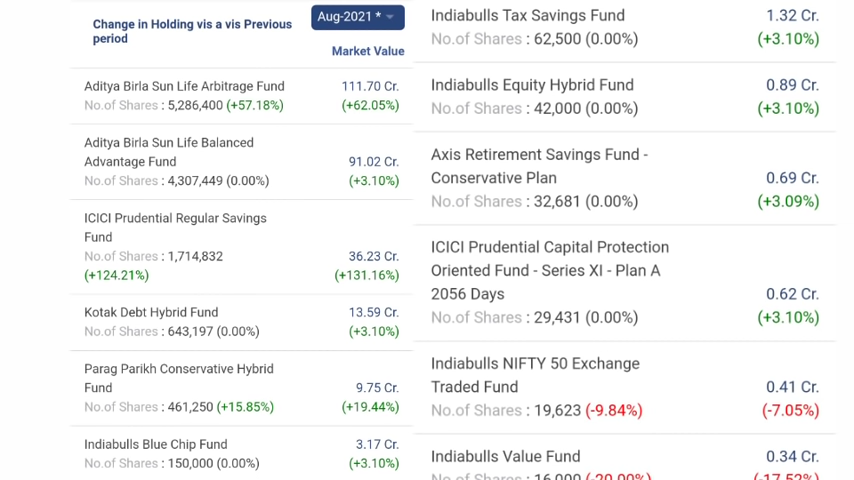 Change in Holding vis a vis Previous
period
Aug-2021 *
Market Value
Aditya Birla Sun Life Arbitrage Fund
111.70 Cr.
No.of Shares : 5,286,400 (+57.18%)
(+62.05%)
Aditya Birla Sun Life Balanced
Advantage Fund
91.02 Cr.
No.of Shares : 4,307,449 (0.00%)
(+3.10%)
ICICI Prudential Regular Savings
Fund
No.of Shares : 1,714,832
36.23 Cr.
(+124.21%)
(+131.16%)
Kotak Debt Hybrid Fund
13.59 Cr.
No.of Shares : 643,197 (0.00%)
(+3.10%)
Parag Parikh Conservative Hybrid
Fund
9.75 Cr.
No.of Shares : 461,250 (+15.85%)
(+19.44%)
Indiabulls Blue Chip Fund
3.17 Cr.
No.of Shares : 150,000 (0.00%)
(+3.10%)
Indiabulls Tax Savings Fund
1.32 Cr.
No.of Shares : 62,500 (0.00%)
(+3.10%)
Indiabulls Equity Hybrid Fund
0.89 Cr.
No.of Shares : 42,000 (0.00%)
(+3.10%)
Axis Retirement Savings Fund -
Conservative Plan
0.69 Cr.
No.of Shares : 32,681 (0.00%)
(+3.09%)
ICICI Prudential Capital Protection
Oriented Fund - Series XI - Plan A
2056 Days
0.62 Cr.
No.of Shares : 29,431 (0.00%)
(+3.10%)
Indiabulls NIFTY 50 Exchange
Traded Fund
0.41 Cr.
No.of Shares : 19,623 (-9.84%)
(-7.05%)
Indiabulls Value Fund
0.34 Cr.
No.of Shares : 16,000 (-20.00%)
(-17.52%)